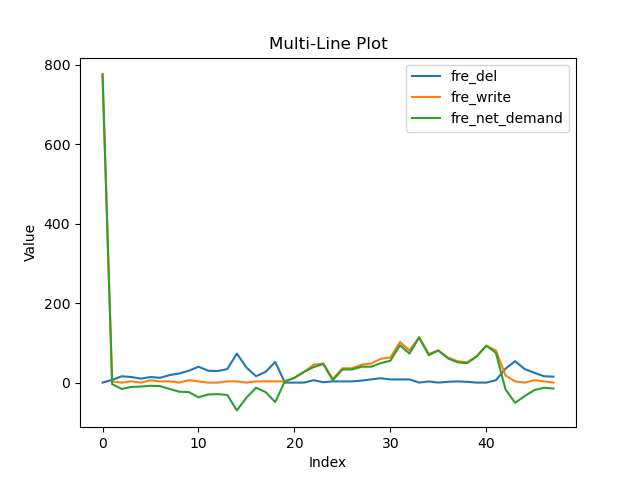 Multi-Line Plot
fre_del
fre_write
fre_net_demand
800
600
400
200
0
Value
0 10 20 30 40
Index